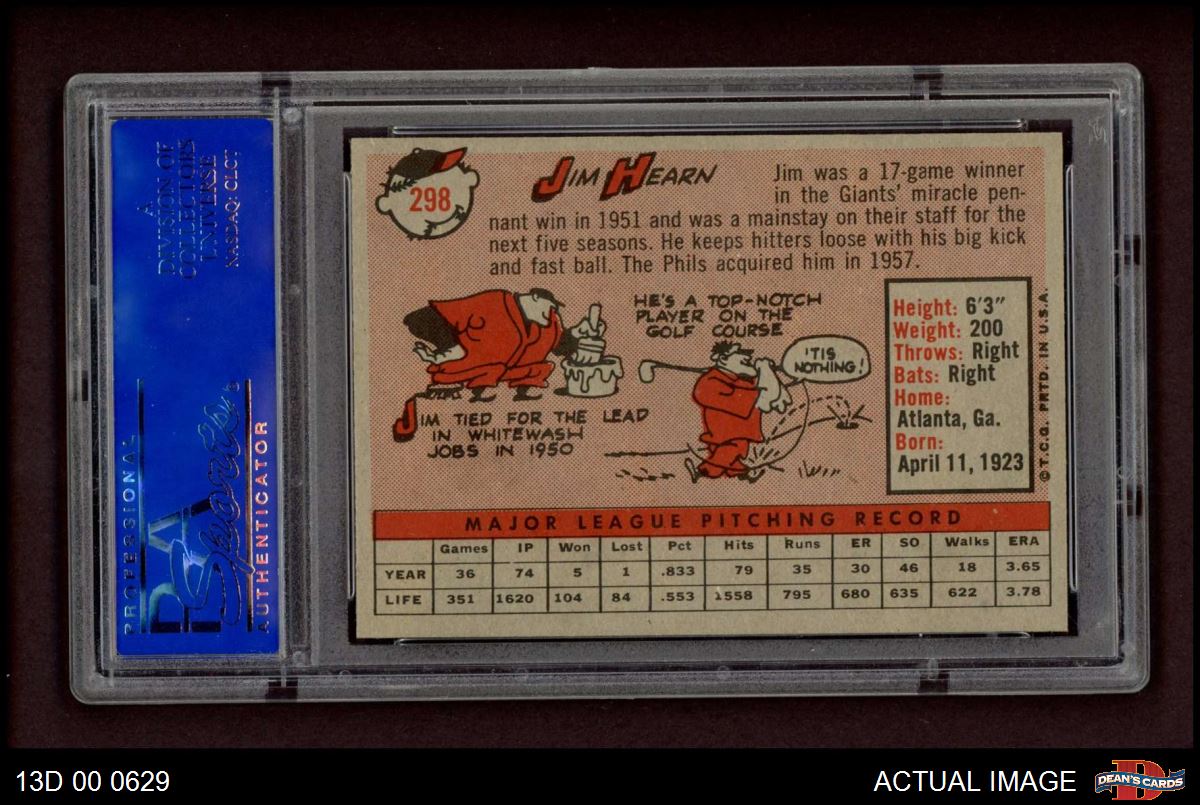 A
DIVISION OF
COLLECTORS
UNIVERSE
NASDAQ: CLCT
PROFESSIONAL
PSA
Sports
AUTHENTICATOR
298
JIM HEARN
Jim was a 17-game winner
in the Giants' miracle pen-
nant win in 1951 and was a mainstay on their staff for the
next five seasons. He keeps hitters loose with his big kick
and fast ball. The Phils acquired him in 1957.
HE'S A TOP-NOTCH
PLAYER ON THE
GOLF COURSE
'TIS
NOTHING!
JIM TIED FOR THE LEAD
IN WHITEWASH
JOBS IN 1950
Height: 6'3"
Weight: 200
Throws: Right
Bats: Right
Home:
Atlanta, Ga.
Born:
April 11, 1923
©T.C.G. PRTD. IN U.S.A.
MAJOR LEAGUE PITCHING RECORD
Games IP Won Lost Pct Hits Runs ER SO Walks ERA
YEAR 36 74 5 1 .833 79 35 30 46 18 3.65
LIFE 351 1620 104 84 .553 1558 795 680 635 622 3.78
13D 00 0629
ACTUAL IMAGE
D
DEAN'S CARDS